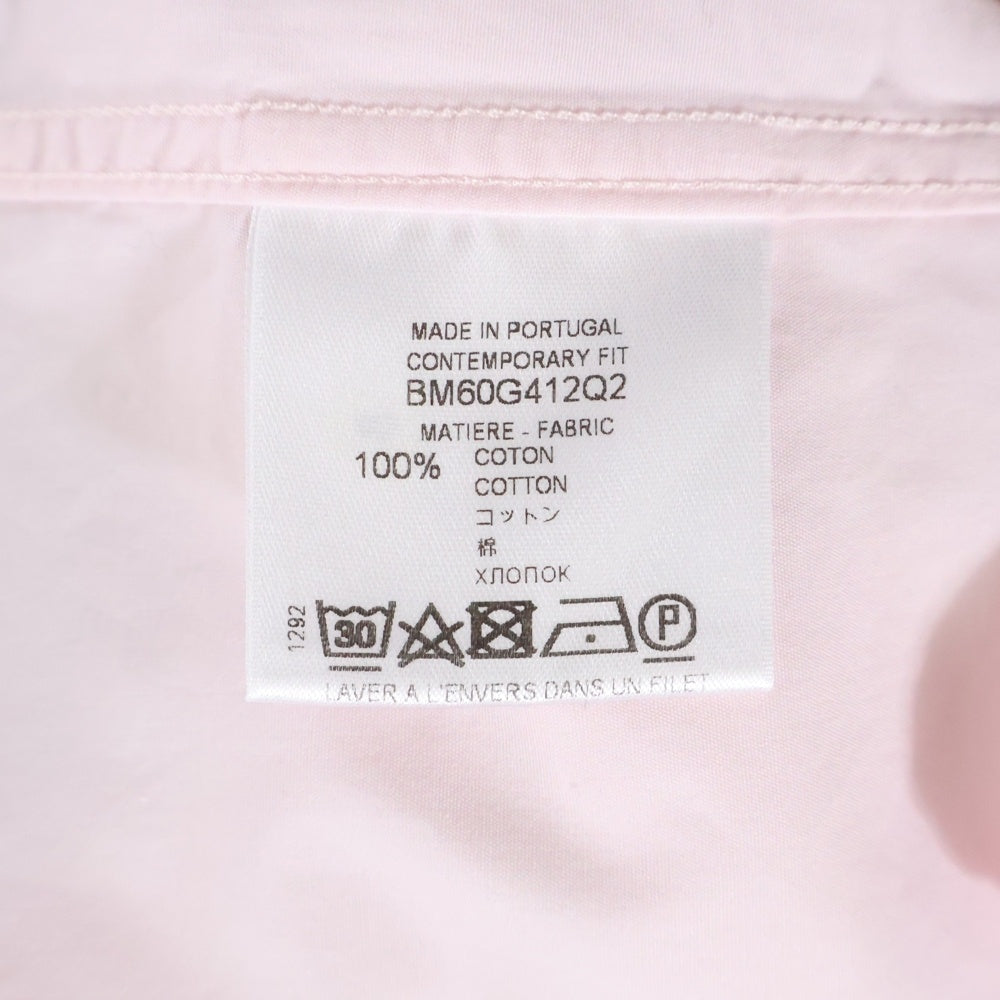 MADE IN PORTUGAL
CONTEMPORARY FIT
BM60G412Q2
MATIERE - FABRIC
100% COTON
COTTON
コットン
棉
ХЛОПОК
1292
30
P
LAVER A L'ENVERS DANS UN FILET